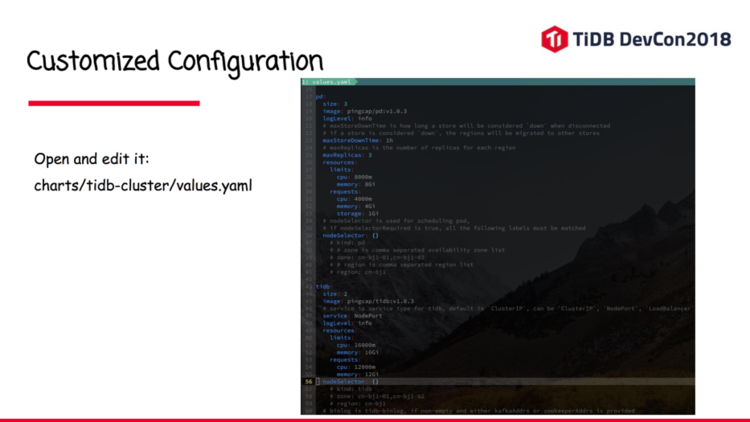 TiDB DevCon2018
Customized Configuration
Open and edit it:
charts/tidb-cluster/values.yaml
values.yaml
pd:
size: 3
image: pingcap/pd:v1.0.3
logLevel: info
# maxStoreDownTime is how long a store will be considered `down` when disconnected
# if a store is considered `down`, the regions will be migrated to other stores
maxStoreDownTime: 1h
# maxReplicas is the number of replicas for each region
maxReplicas: 3
resources:
limits:
cpu: 8000m
memory: 8Gi
requests:
cpu: 4000m
memory: 4Gi
storage: 1Gi
# nodeSelector is used for scheduling pod,
# if nodeSelectorRequired is true, all the following labels must be matched
nodeSelector: {}
# kind: pd
# # zone is comma separated availability zone list
# zone: cn-bj1-01,cn-bj1-02
# # region is comma separated region list
# region: cn-bj1
tidb:
size: 2
image: pingcap/tidb:v1.0.3
# service is service type for tidb, default to `ClusterIP`, can be `ClusterIP`, `NodePort`, `LoadBalancer`
service: NodePort
logLevel: info
resources:
limits:
cpu: 16000m
memory: 16Gi
requests:
cpu: 12000m
memory: 12Gi
56 nodeSelector: {}
# kind: tidb
# zone: cn-bj1-01,cn-bj1-02
# region: cn-bj1
# binlog is tidb-binlog, if non-empty and either kafkaAddrs or zookeeperAddrs is provided